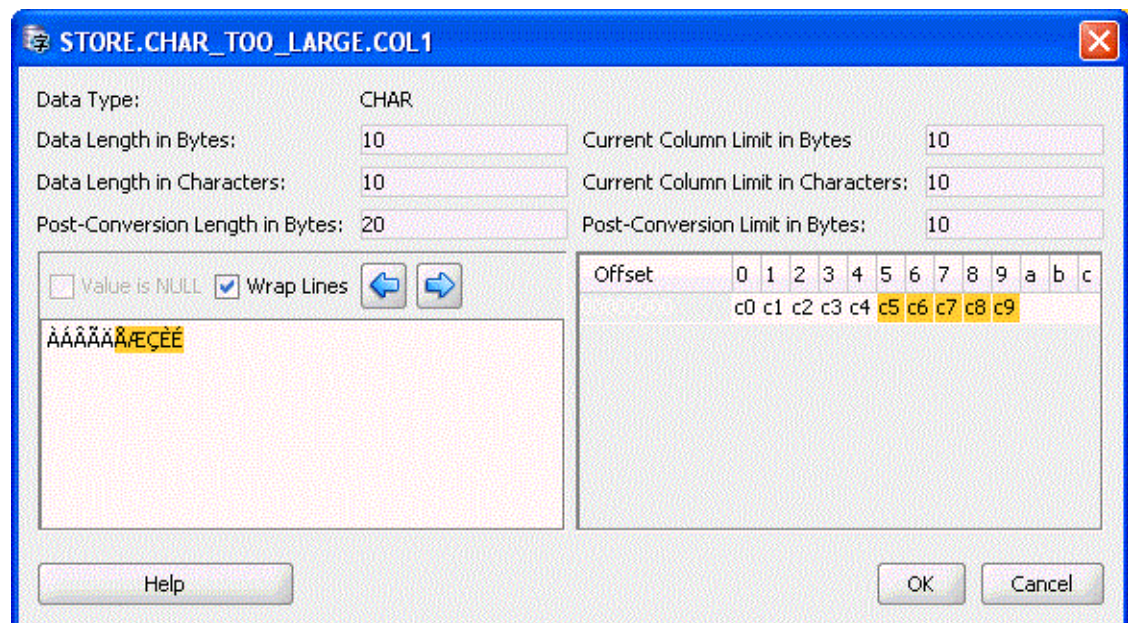 STORE.CHAR_TOO_LARGE.COL1
Data Type: CHAR
Data Length in Bytes: 10 Current Column Limit in Bytes 10
Data Length in Characters: 10 Current Column Limit in Characters: 10
Post-Conversion Length in Bytes: 20 Post-Conversion Limit in Bytes: 10
Value is NULL Wrap Lines
Offset 0 1 2 3 4 5 6 7 8 9 a b c
c0 c1 c2 c3 c4 c5 c6 c7 c8 c9
ÀÁÂÃÄÅÆÇÈÉ
Help OK Cancel